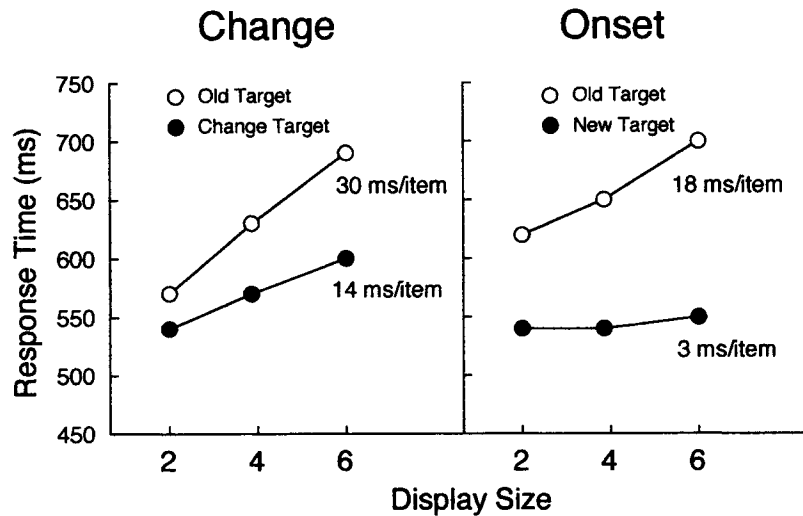 Change
Onset
Response Time (ms)
750
700
650
600
550
500
450
Old Target
Change Target
30 ms/item
14 ms/item
2 4 6
Old Target
New Target
18 ms/item
3 ms/item
2 4 6
Display Size